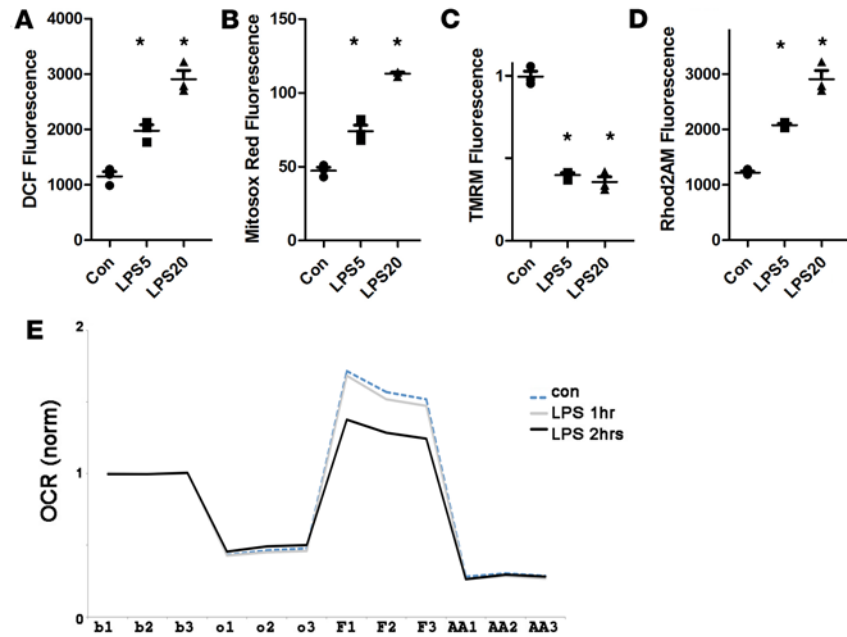 A
DCF Fluorescence
4000
3000
2000
1000
0
*
*
Con
LPS5
LPS20
B
Mitosox Red Fluorescence
150
100
50
0
*
*
Con
LPS5
LPS20
C
TMRM Fluorescence
1
0
*
*
Con
LPS5
LPS20
D
Rhod2AM Fluorescence
3000
2000
1000
0
*
*
Con
LPS5
LPS20
E
OCR (norm)
2
1
0
con
LPS 1hr
LPS 2hrs
b1 b2 b3 o1 o2 o3 F1 F2 F3 AA1 AA2 AA3